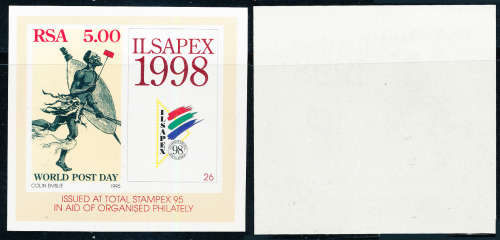 RSA 5.00
ILSAPEX
1998
ILSAPEX
98
WORLD POST DAY
COLIN EMSLIE 1995
26
ISSUED AT TOTAL STAMPEX 95
IN AID OF ORGANISED PHILATELY